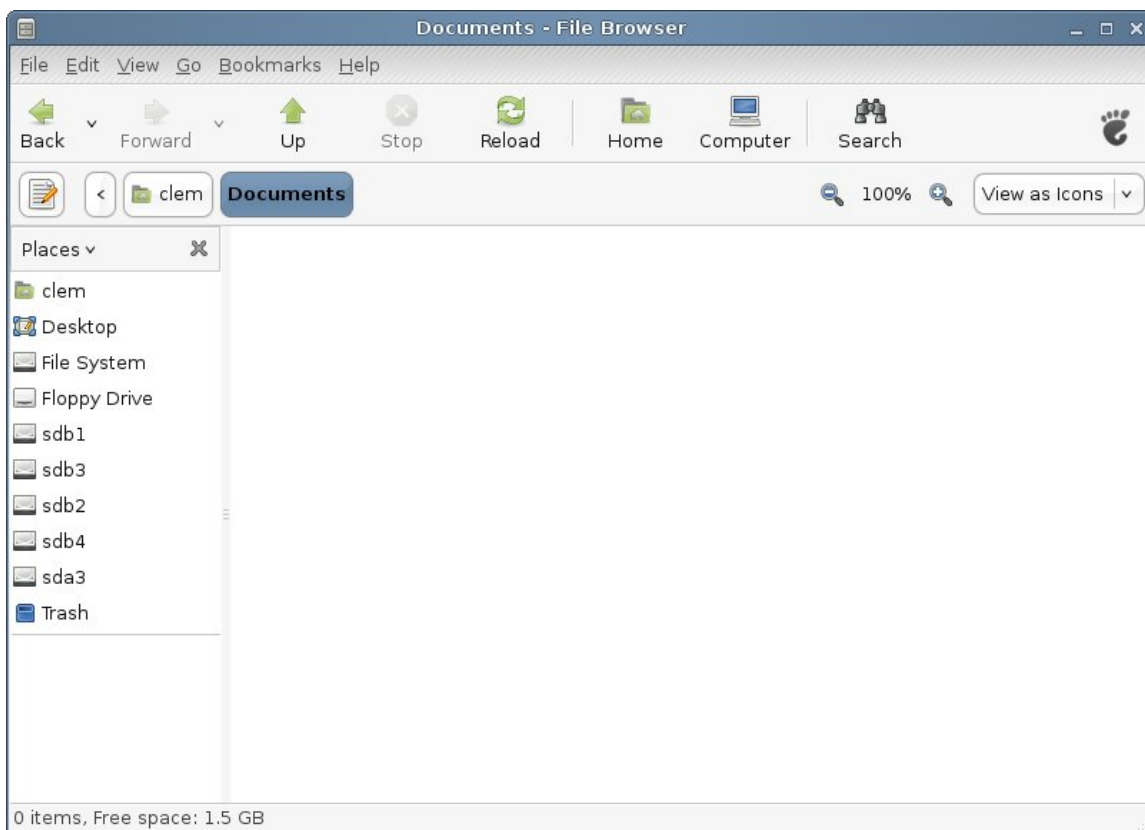 Documents - File Browser
File Edit View Go Bookmarks Help
Back Forward Up Stop Reload Home Computer Search
< clem Documents 100% View as Icons
Places
clem
Desktop
File System
Floppy Drive
sdb1
sdb3
sdb2
sdb4
sda3
Trash
0 items, Free space: 1.5 GB